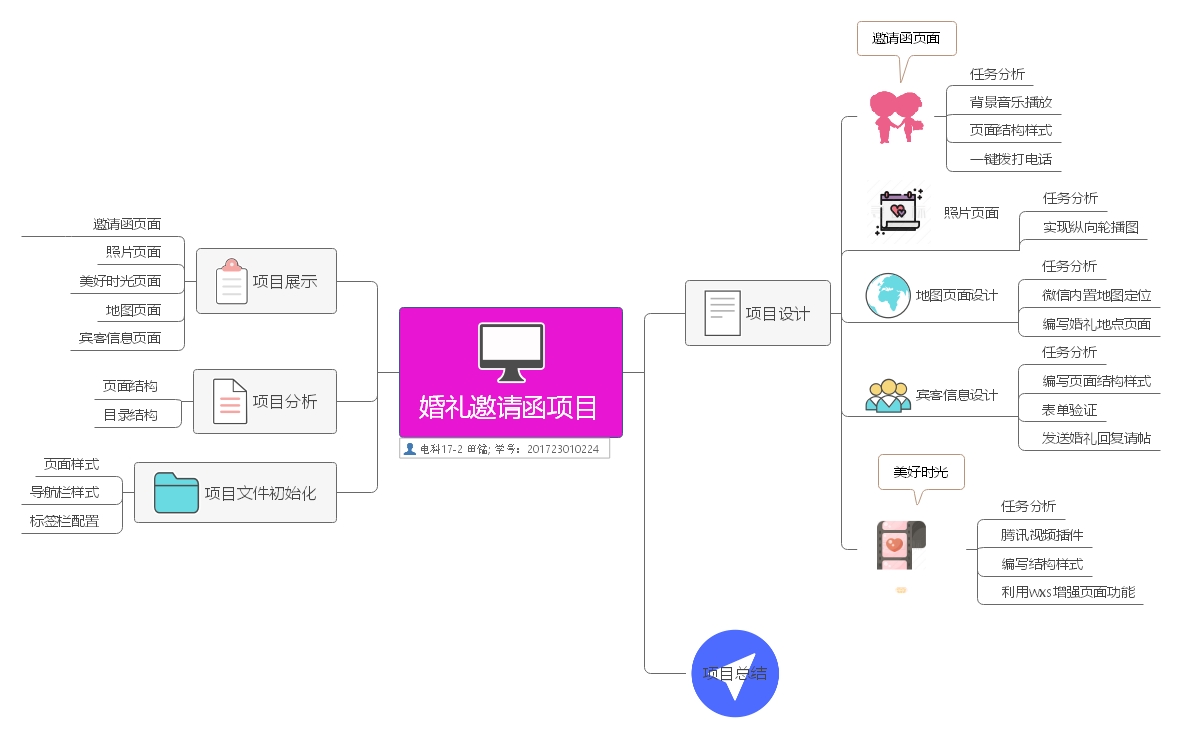 婚礼邀请函项目
电科17-2 田锰; 学号: 201723010224
项目展示
邀请函页面
照片页面
美好时光页面
地图页面
宾客信息页面
项目分析
页面结构
目录结构
项目文件初始化
页面样式
导航栏样式
标签栏配置
项目设计
邀请函页面
任务分析
背景音乐播放
页面结构样式
一键拨打电话
照片页面
任务分析
实现纵向轮播图
地图页面设计
任务分析
微信内置地图定位
编写婚礼地点页面
宾客信息设计
任务分析
编写页面结构样式
表单验证
发送婚礼回复请帖
美好时光
任务分析
腾讯视频插件
编写结构样式
利用wxs增强页面功能
项目总结